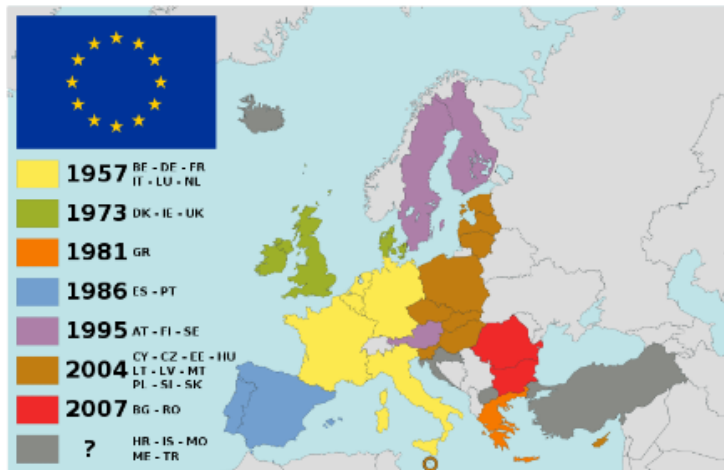 1957 BE - DE - FR
IT - LU - NL
1973 DK - IE - UK
1981 GR
1986 ES - PT
1995 AT - FI - SE
2004 CY - CZ - EE - HU
LT - LV - MT
PL - SI - SK
2007 BG - RO
? HR - IS - MO
ME - TR